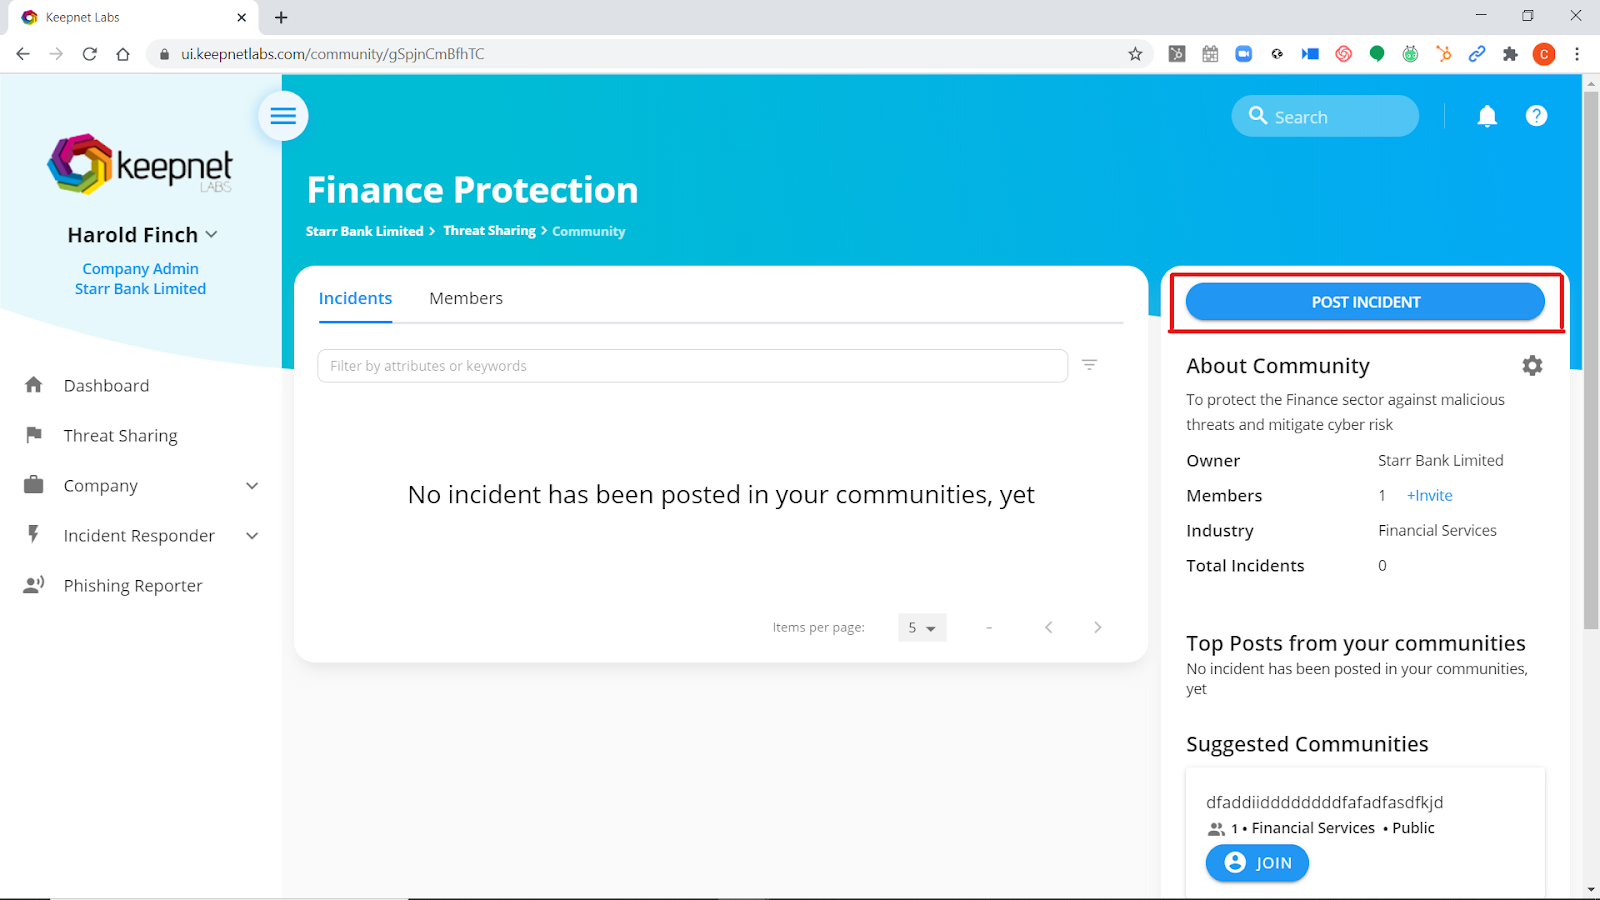 Keepnet Labs
ui.keepnetlabs.com/community/gSpjnCmBfhTC
C
keepnet
LABS
Search
Finance Protection
Starr Bank Limited > Threat Sharing > Community
Harold Finch
Company Admin
Starr Bank Limited
Dashboard
Threat Sharing
Company
Incident Responder
Phishing Reporter
Incidents Members
Filter by attributes or keywords
No incident has been posted in your communities, yet
Items per page: 5 -
POST INCIDENT
About Community
To protect the Finance sector against malicious
threats and mitigate cyber risk
Owner Starr Bank Limited
Members 1 +Invite
Industry Financial Services
Total Incidents 0
Top Posts from your communities
No incident has been posted in your communities,
yet
Suggested Communities
dfaddiiddddddddfafadfasdfkjd
1 • Financial Services • Public
JOIN